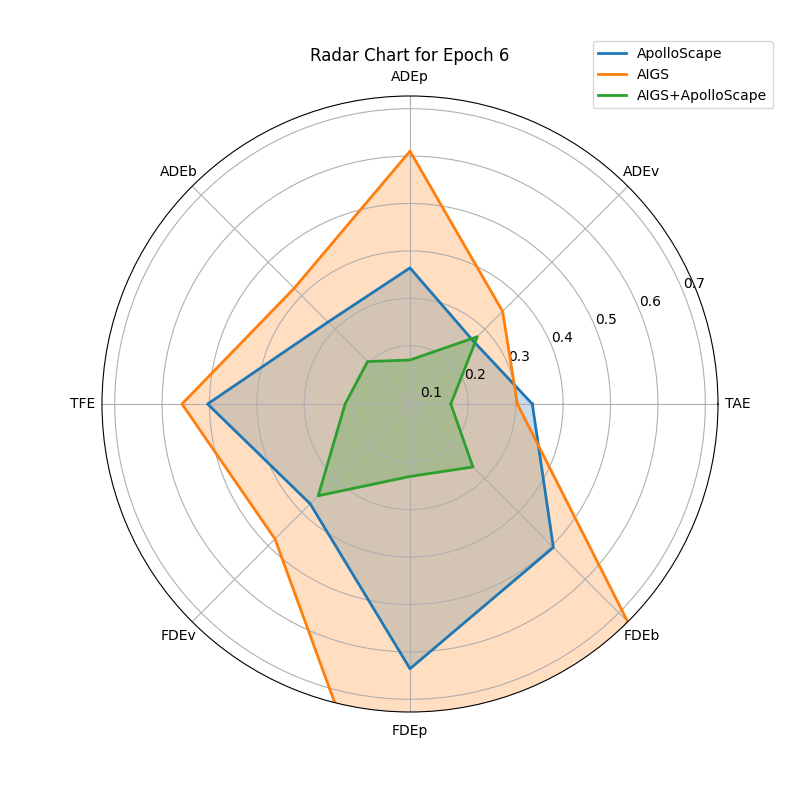 Radar Chart for Epoch 6
ApolloScape
AIGS
AIGS+ApolloScape
ADEp
ADEb
ADEv
TFE
TAE
FDEv
FDEb
FDEp
0.1
0.2
0.3
0.4
0.5
0.6
0.7